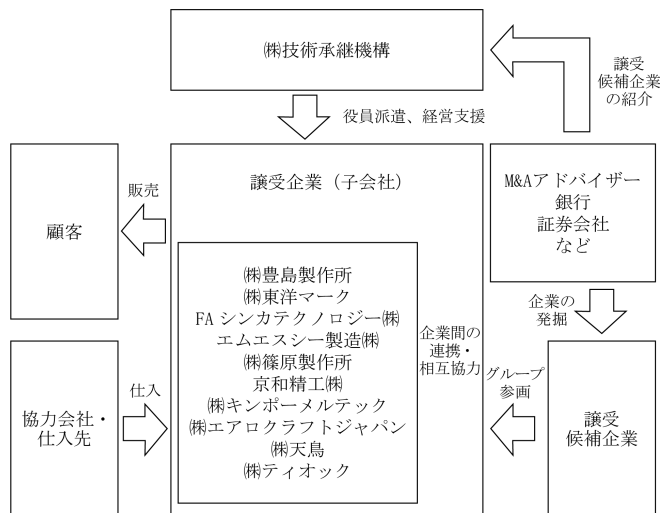 ㈱技術承継機構
譲受
候補企業
の紹介
役員派遣、経営支援
譲受企業（子会社）
M&Aアドバイザー
銀行
証券会社
など
販売
顧客
㈱豊島製作所
㈱東洋マーク
FA シンカテクノロジー㈱
エムエスシー製造㈱
㈱篠原製作所
京和精工㈱
㈱キンポーメルテック
㈱エアロクラフトジャパン
㈱天鳥
㈱ティオック
企業間の
連携・
相互協力
企業の
発掘
グループ
参画
仕入
協力会社・
仕入先
譲受
候補企業